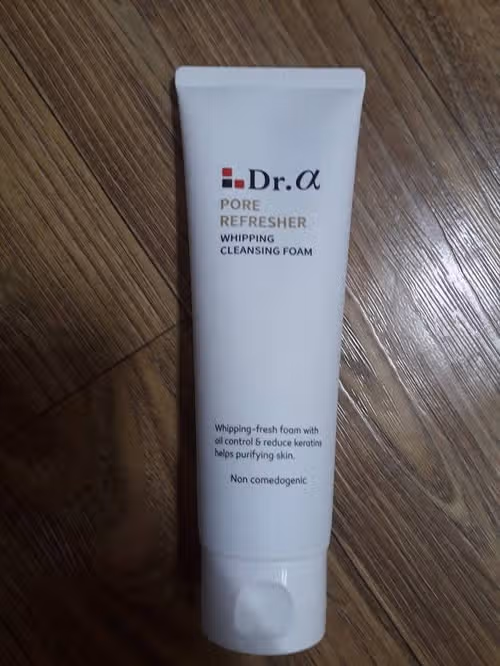 Dr.α
PORE
REFRESHER
WHIPPING
CLEANSING FOAM
Whipping-fresh foam with
oil control & reduce keratine
helps purifying skin.
Non comedogenic